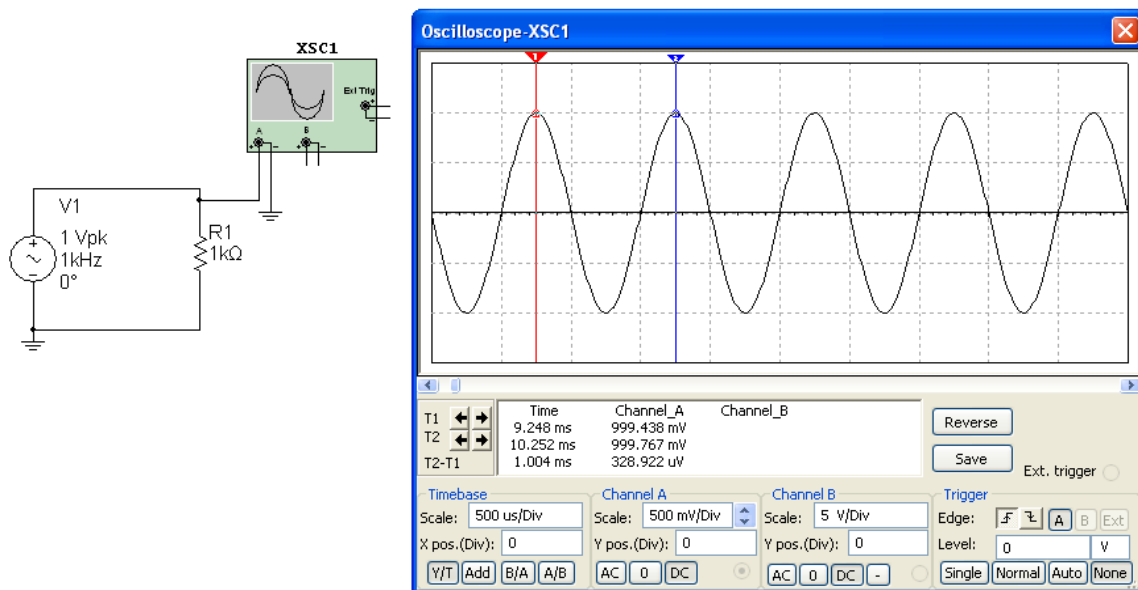 XSC1
Ext Trig
+
A
B
+ - + -
V1
1 Vpk
1kHz
0°
+
R1
1kΩ
Oscilloscope-XSC1
1
2
Time Channel_A Channel_B
T1 9.248 ms 999.438 mV
T2 10.252 ms 999.767 mV
T2-T1 1.004 ms 328.922 uV
Reverse
Save
Ext. trigger
Timebase
Scale: 500 us/Div
X pos.(Div): 0
Y/T Add B/A A/B
Channel A
Scale: 500 mV/Div
Y pos.(Div): 0
AC 0 DC
Channel B
Scale: 5 V/Div
Y pos.(Div): 0
AC 0 DC -
Trigger
Edge: A B Ext
Level: 0 V
Single Normal Auto None